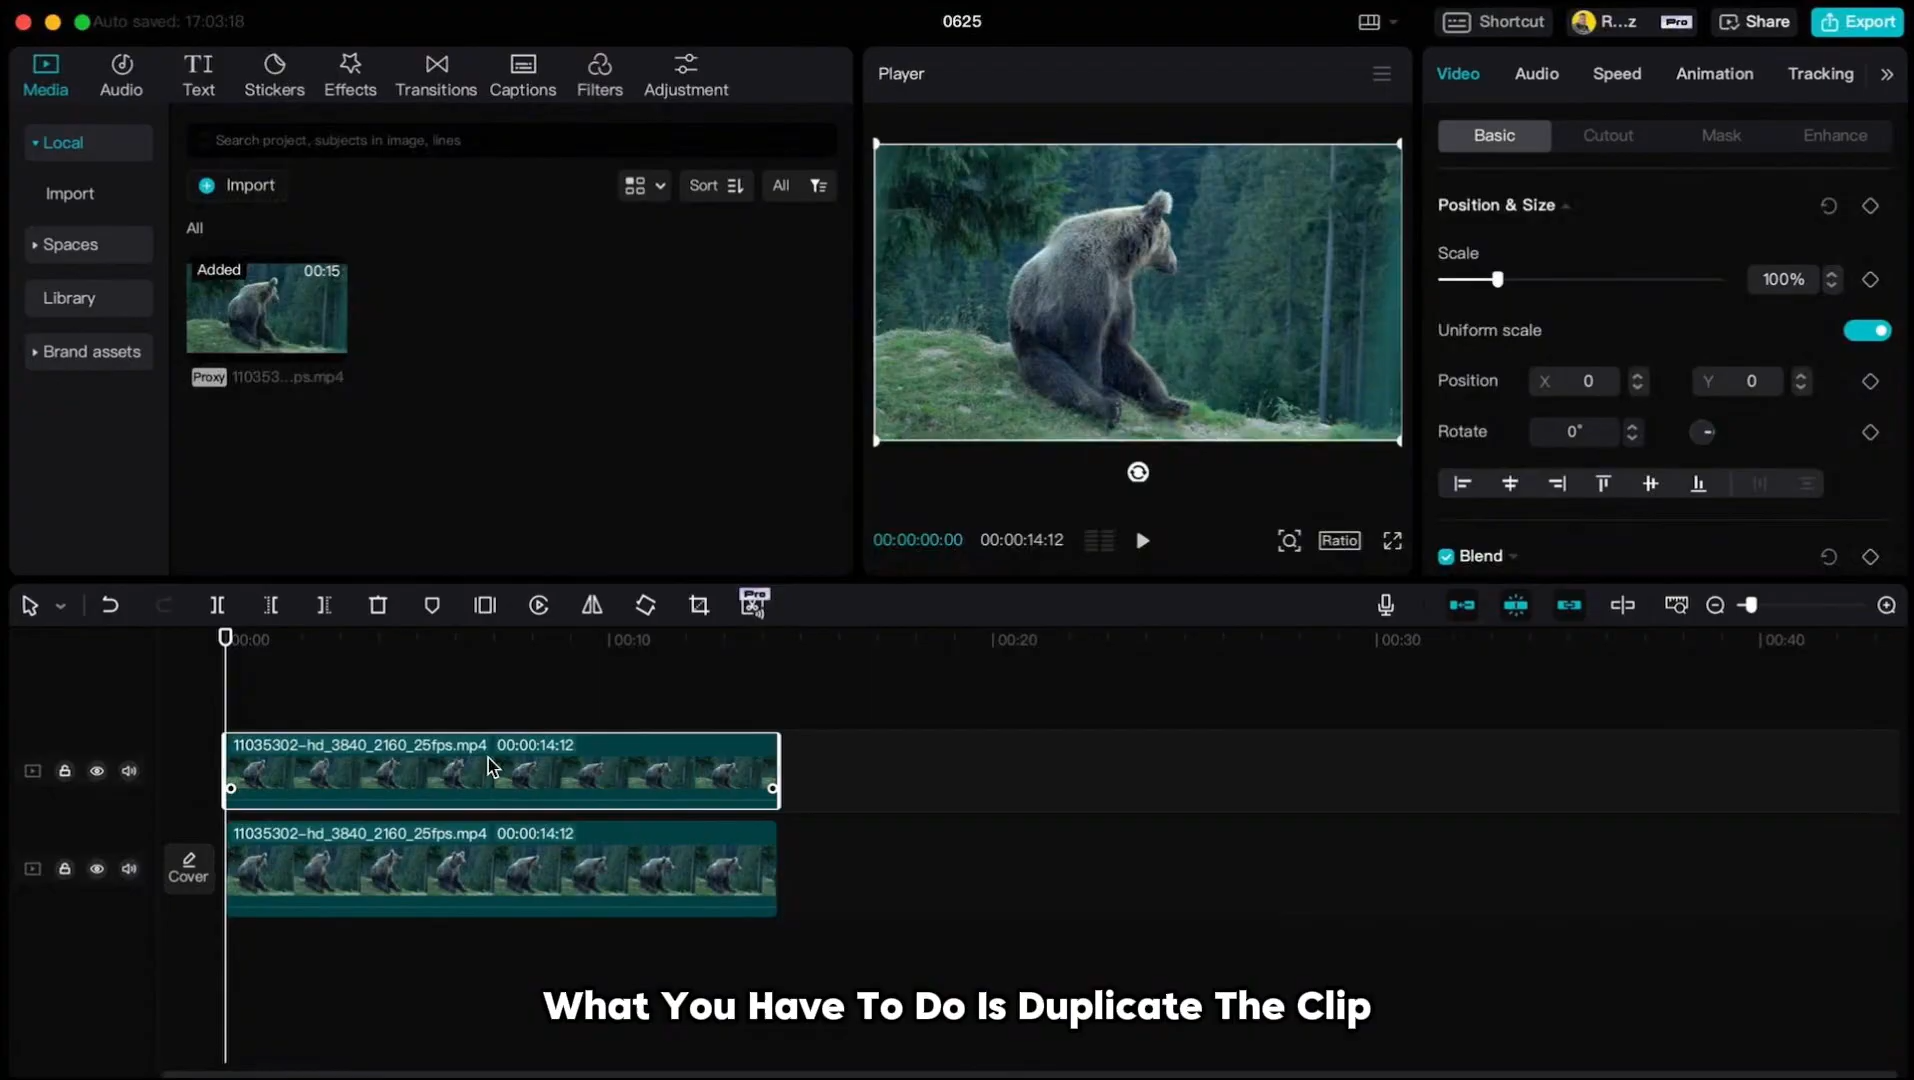 Auto saved: 17:03:18
0625
Shortcut
R...z
Pro
Share
Export
Media
Audio
Text
Stickers
Effects
Transitions
Captions
Filters
Adjustment
Local
Import
Spaces
Library
Brand assets
Search project, subjects in image, lines
Import
Sort
All
All
Added
00:15
Proxy
110353...ps.mp4
Player
00:00:00:00
00:00:14:12
Ratio
Video
Audio
Speed
Animation
Tracking
Basic
Cutout
Mask
Enhance
Position & Size
Scale
100%
Uniform scale
Position
X
0
Y
0
Rotate
0°
Blend
Pro
00:00
00:10
00:20
00:30
00:40
11035302-hd_3840_2160_25fps.mp4 00:00:14:12
Cover
11035302-hd_3840_2160_25fps.mp4 00:00:14:12
What You Have To Do Is Duplicate The Clip